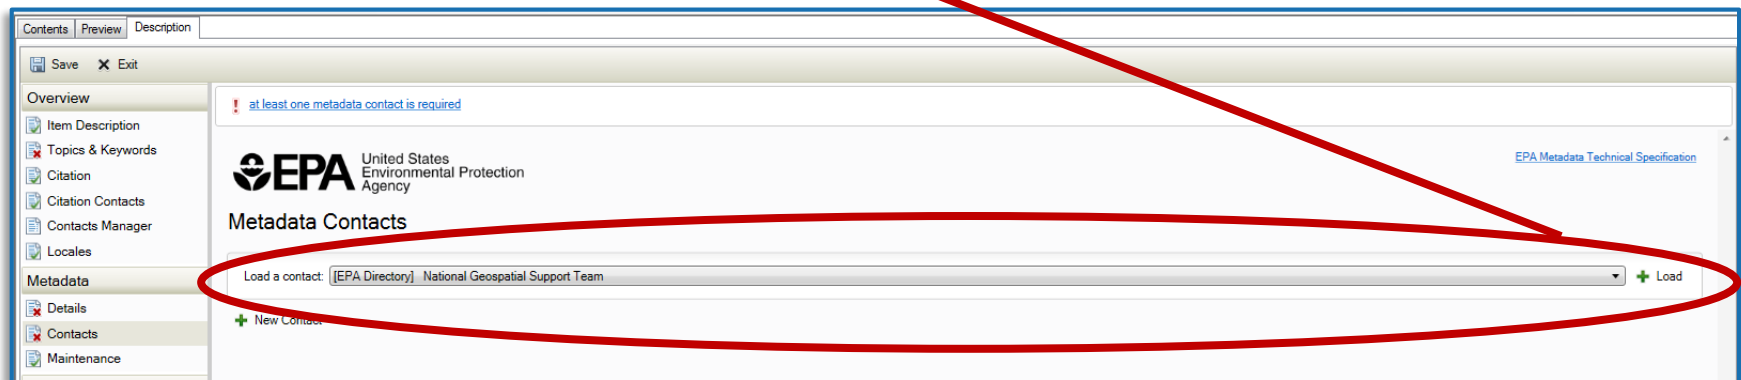 Contents Preview Description
Save Exit
Overview
Item Description
Topics & Keywords
Citation
Citation Contacts
Contacts Manager
Locales
Metadata
Details
Contacts
Maintenance
! at least one metadata contact is required
EPA United States
Environmental Protection
Agency
EPA Metadata Technical Specification
Metadata Contacts
Load a contact: [EPA Directory] National Geospatial Support Team Load
New Contact